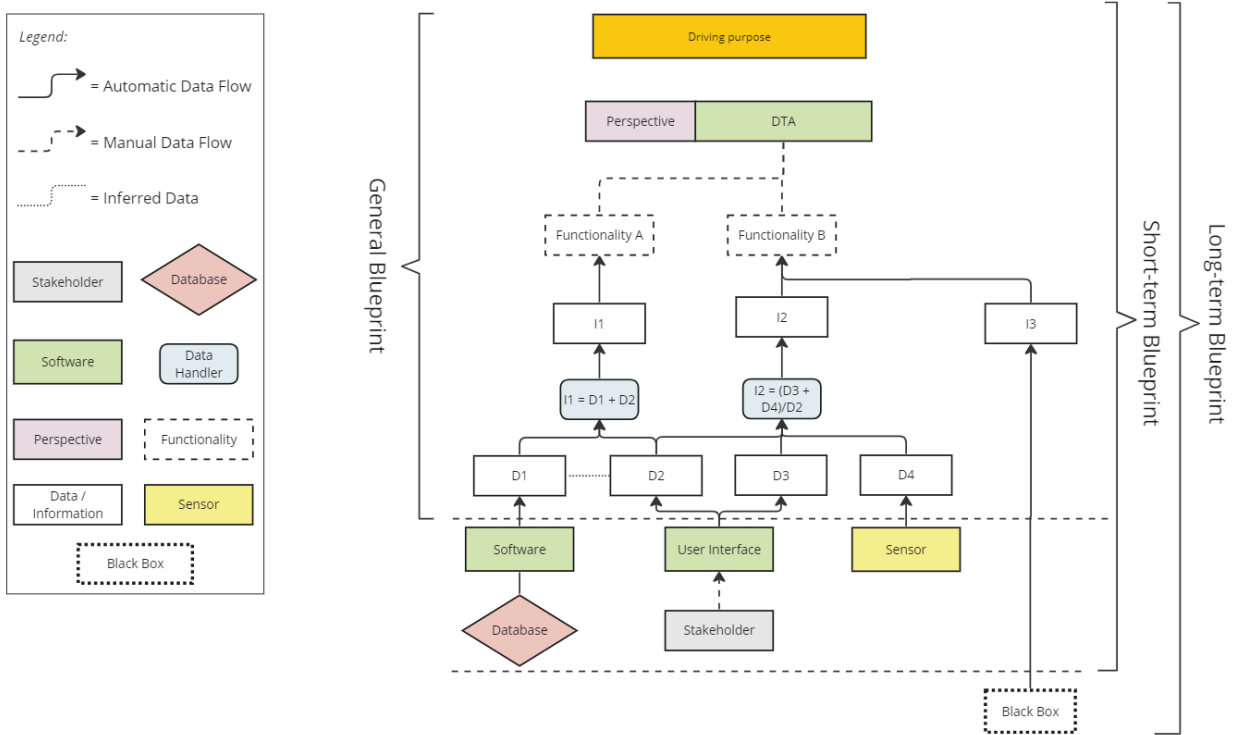 Legend:
= Automatic Data Flow
= Manual Data Flow
= Inferred Data
Stakeholder
Database
Software
Data
Handler
Perspective
Functionality
Data /
Information
Sensor
Black Box
Driving purpose
Perspective
DTA
General Blueprint
Short-term Blueprint
Long-term Blueprint
Functionality A
Functionality B
I1
I2
I3
I1 = D1 + D2
I2 = (D3 +
D4)/D2
D1
D2
D3
D4
Software
User Interface
Sensor
Database
Stakeholder
Black Box